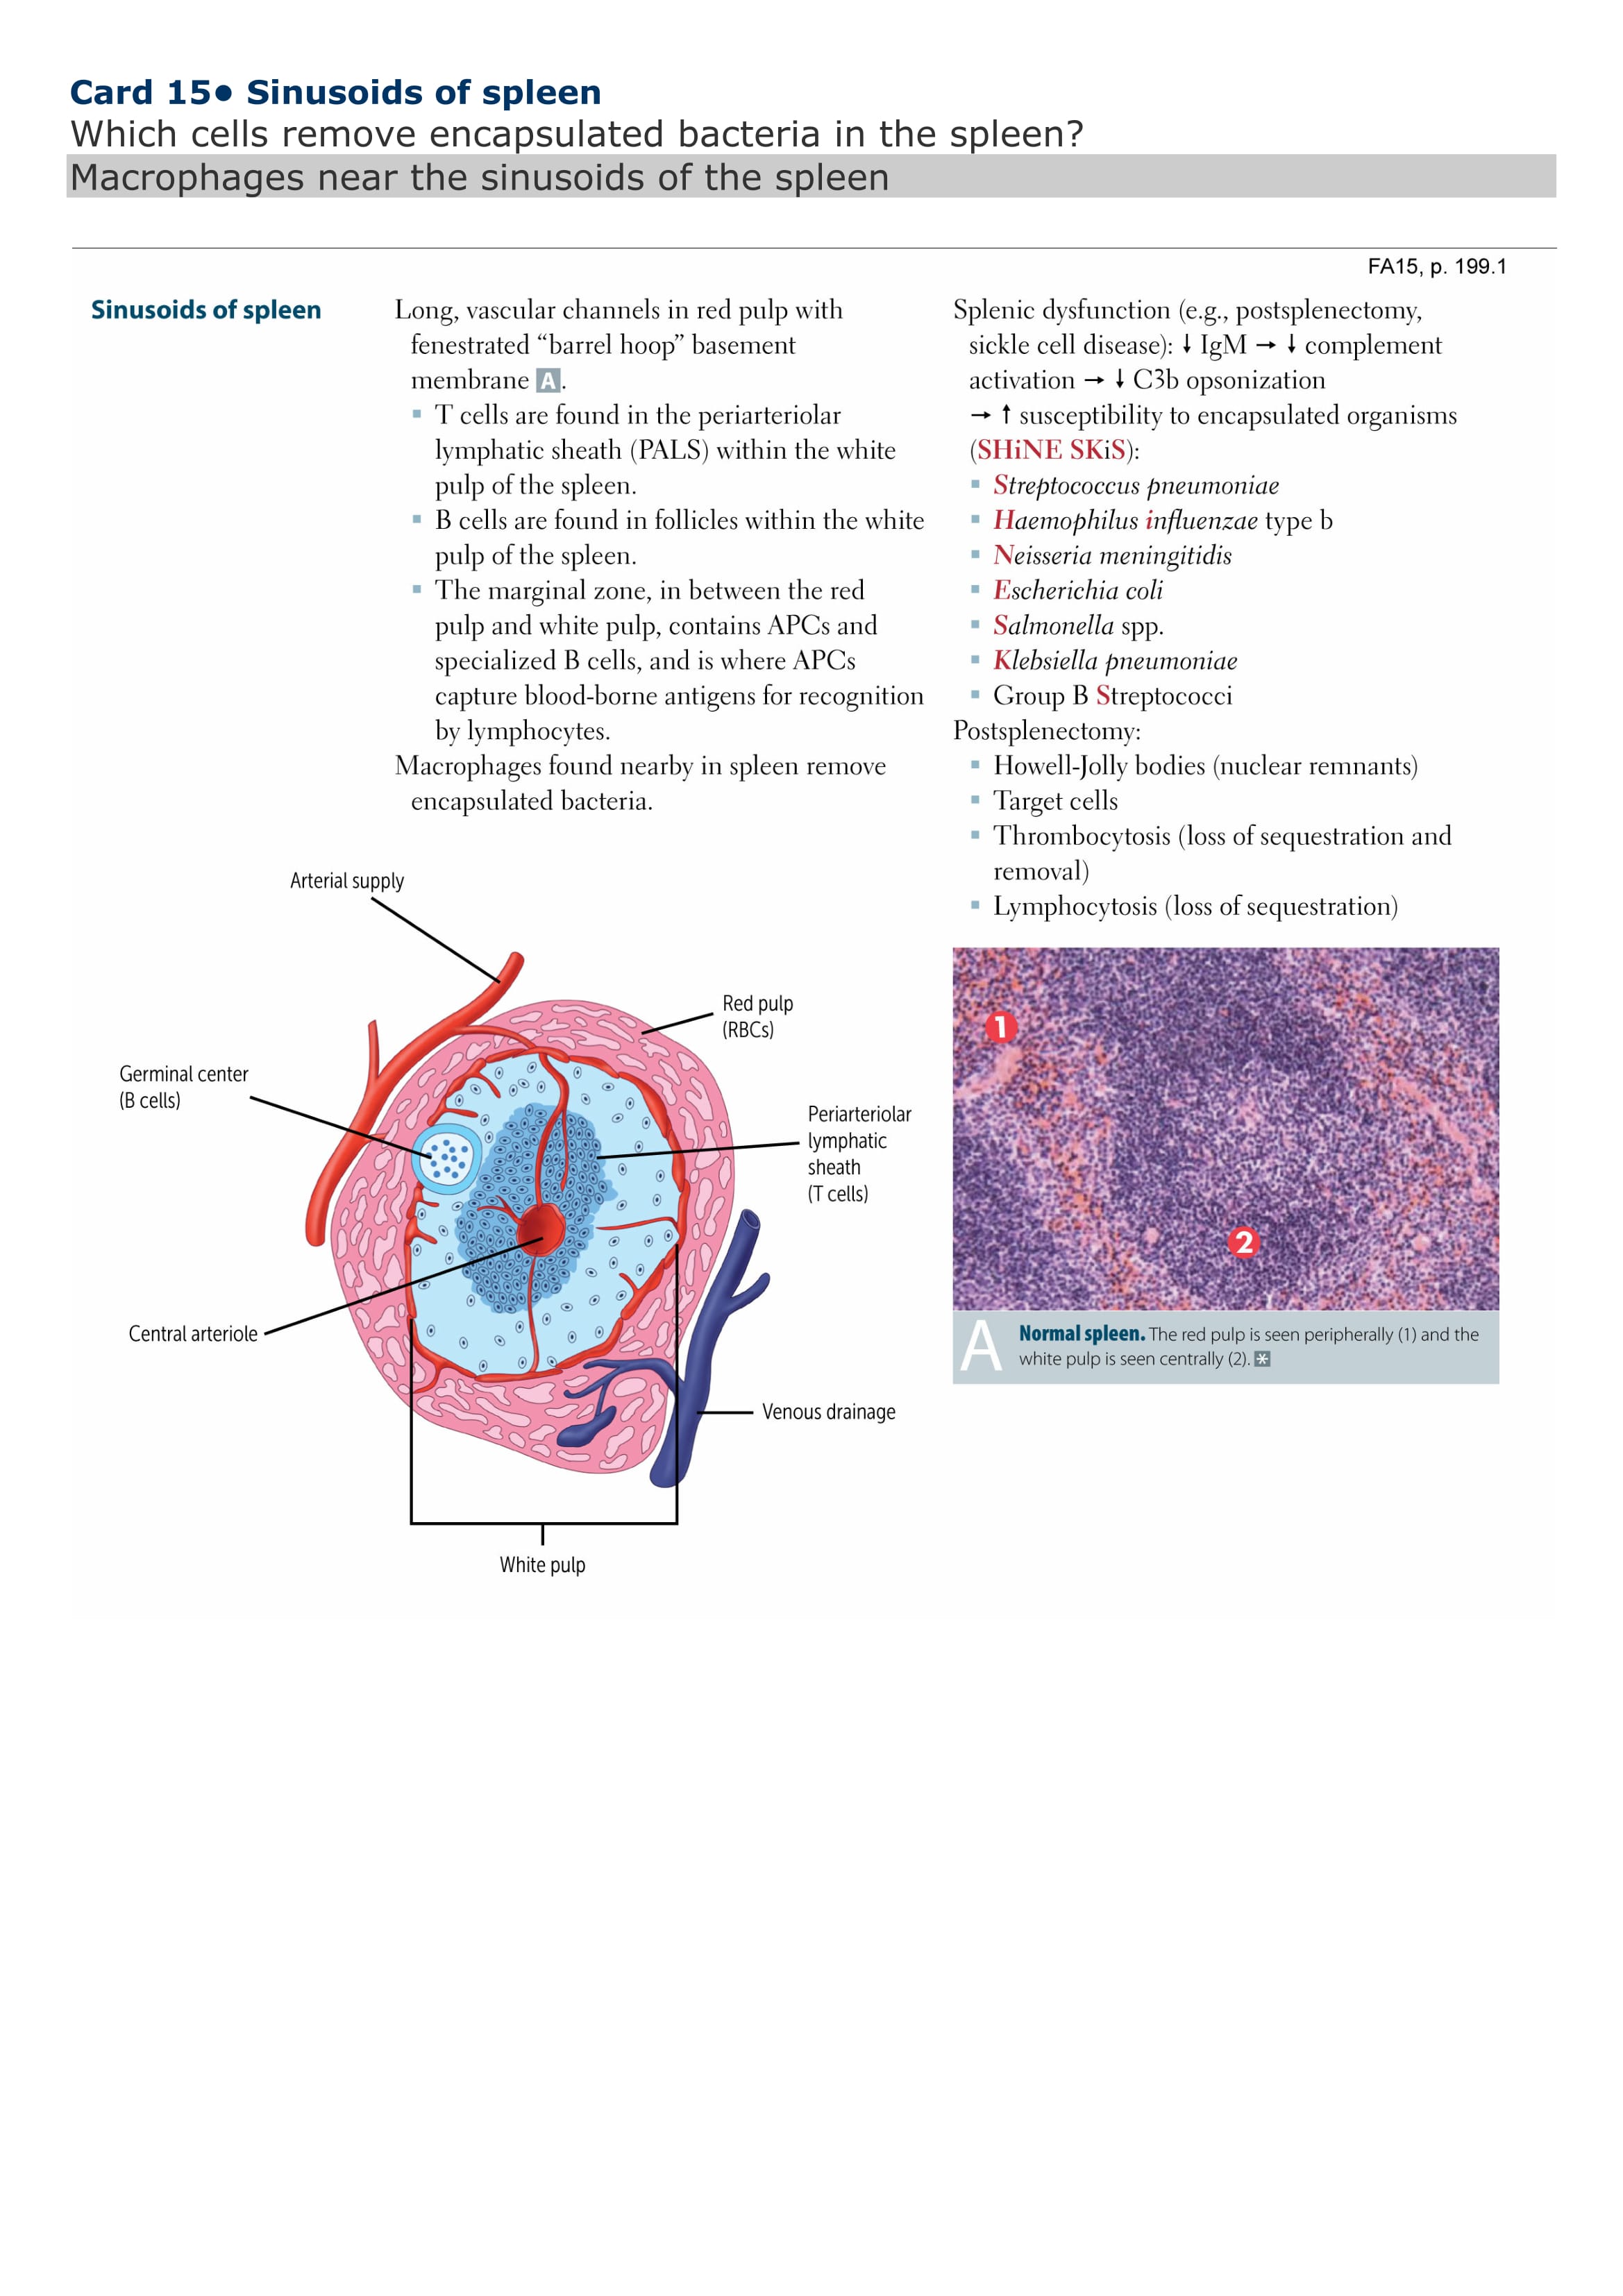 Card 15• Sinusoids of spleen
Which cells remove encapsulated bacteria in the spleen?
Macrophages near the sinusoids of the spleen
FA15, p. 199.1
Sinusoids of spleen
Long, vascular channels in red pulp with
fenestrated “barrel hoop” basement
membrane A.
▪ T cells are found in the periarteriolar
lymphatic sheath (PALS) within the white
pulp of the spleen.
▪ B cells are found in follicles within the white
pulp of the spleen.
▪ The marginal zone, in between the red
pulp and white pulp, contains APCs and
specialized B cells, and is where APCs
capture blood-borne antigens for recognition
by lymphocytes.
Macrophages found nearby in spleen remove
encapsulated bacteria.
Splenic dysfunction (e.g., postsplenectomy,
sickle cell disease): ↓ IgM → ↓ complement
activation → ↓ C3b opsonization
→ ↑ susceptibility to encapsulated organisms
(SHiNE SKiS):
▪ Streptococcus pneumoniae
▪ Haemophilus influenzae type b
▪ Neisseria meningitidis
▪ Escherichia coli
▪ Salmonella spp.
▪ Klebsiella pneumoniae
▪ Group B Streptococci
Postsplenectomy:
▪ Howell-Jolly bodies (nuclear remnants)
▪ Target cells
▪ Thrombocytosis (loss of sequestration and
removal)
▪ Lymphocytosis (loss of sequestration)
Arterial supply
Red pulp
(RBCs)
Germinal center
(B cells)
Periarteriolar
lymphatic
sheath
(T cells)
Central arteriole
Venous drainage
White pulp
1
2
A
Normal spleen. The red pulp is seen peripherally (1) and the
white pulp is seen centrally (2). *